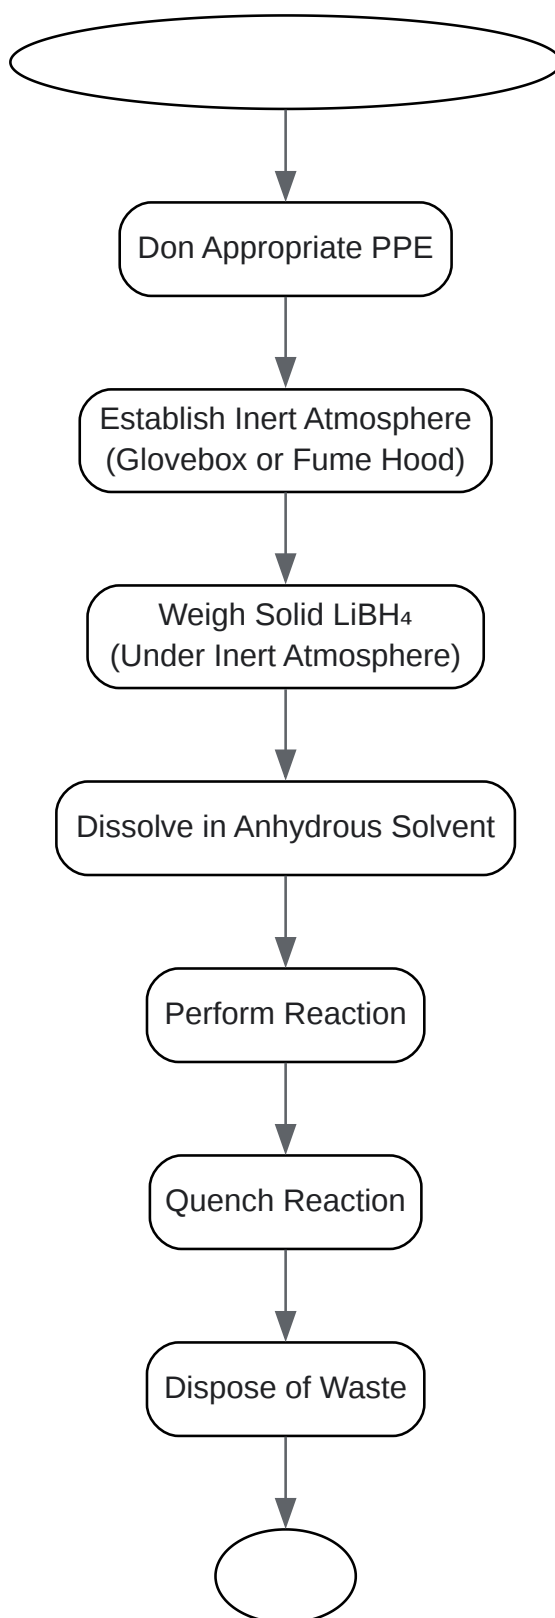 Don Appropriate PPE
Establish Inert Atmosphere
(Glovebox or Fume Hood)
Weigh Solid LiBH₄
(Under Inert Atmosphere)
Dissolve in Anhydrous Solvent
Perform Reaction
Quench Reaction
Dispose of Waste